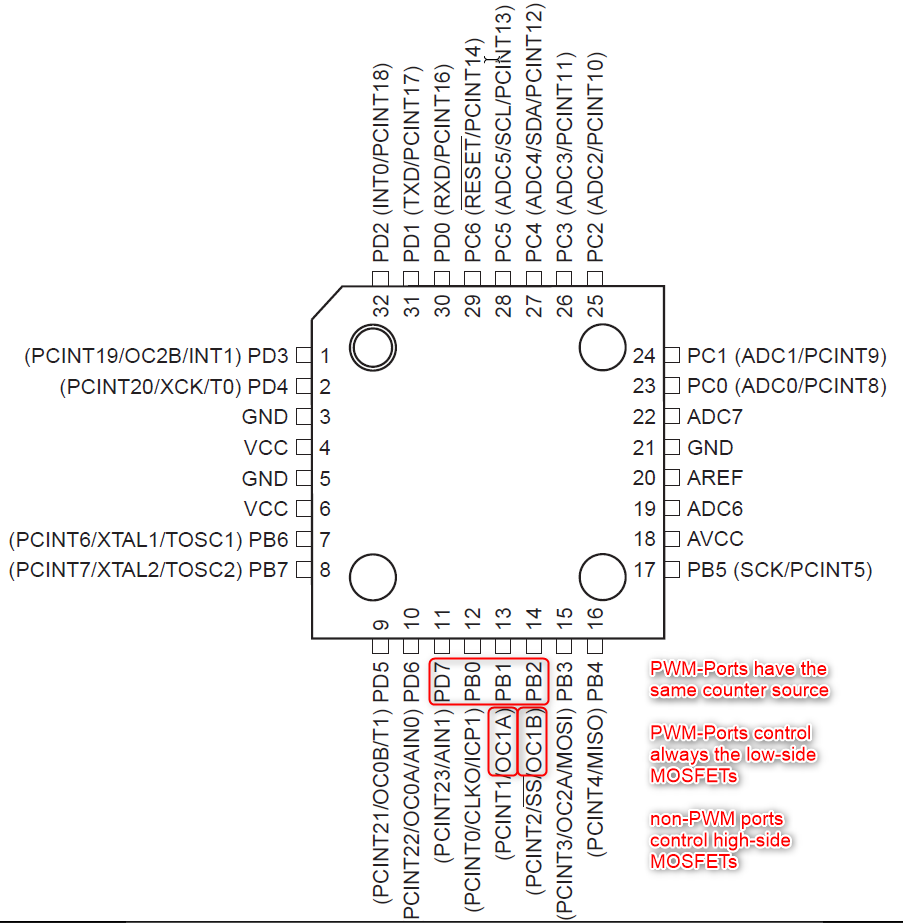 PD2 (INT0/PCINT18)
PD1 (TXD/PCINT17)
PD0 (RXD/PCINT16)
PC6 (RESET/PCINT14)
PC5 (ADC5/SCL/PCINT13)
PC4 (ADC4/SDA/PCINT12)
PC3 (ADC3/PCINT11)
PC2 (ADC2/PCINT10)
32
31
30
29
28
27
26
25
(PCINT19/OC2B/INT1) PD3 1
(PCINT20/XCK/T0) PD4 2
GND 3
VCC 4
GND 5
VCC 6
(PCINT6/XTAL1/TOSC1) PB6 7
(PCINT7/XTAL2/TOSC2) PB7 8
24 PC1 (ADC1/PCINT9)
23 PC0 (ADC0/PCINT8)
22 ADC7
21 GND
20 AREF
19 ADC6
18 AVCC
17 PB5 (SCK/PCINT5)
9
10
11
12
13
14
15
16
(PCINT21/OC0B/T1) PD5
PCINT22/OC0A/AIN0) PD6
(PCINT23/AIN1) PD7
(PCINT0/CLKO/ICP1) PB0
(PCINT1/OC1A) PB1
(PCINT2/SS/OC1B) PB2
(PCINT3/OC2A/MOSI) PB3
(PCINT4/MISO) PB4
PWM-Ports have the
same counter source
PWM-Ports control
always the low-side
MOSFETs
non-PWM ports
control high-side
MOSFETs